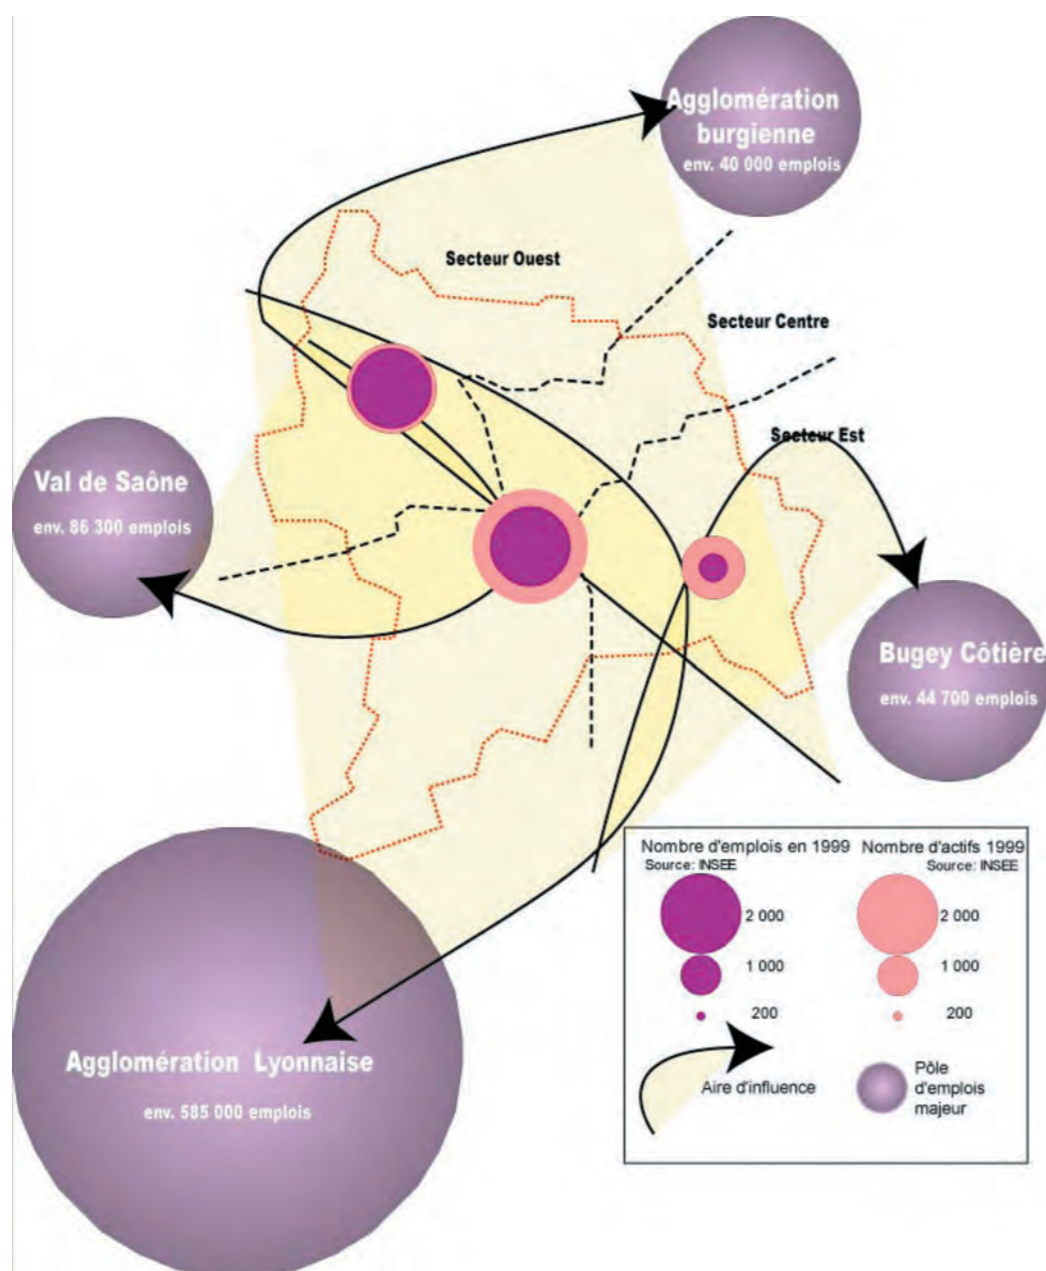 Agglomération
burgienne
env. 40 000 emplois
Secteur Ouest
Secteur Centre
Secteur Est
Val de Saône
env. 86 300 emplois
Bugey Côtière
env. 44 700 emplois
Agglomération Lyonnaise
env. 585 000 emplois
Nombre d'emplois en 1999
Source: INSEE
2 000
1 000
200
Nombre d'actifs 1999
Source: INSEE
2 000
1 000
200
Aire d'influence
Pôle
d'emplois
majeur